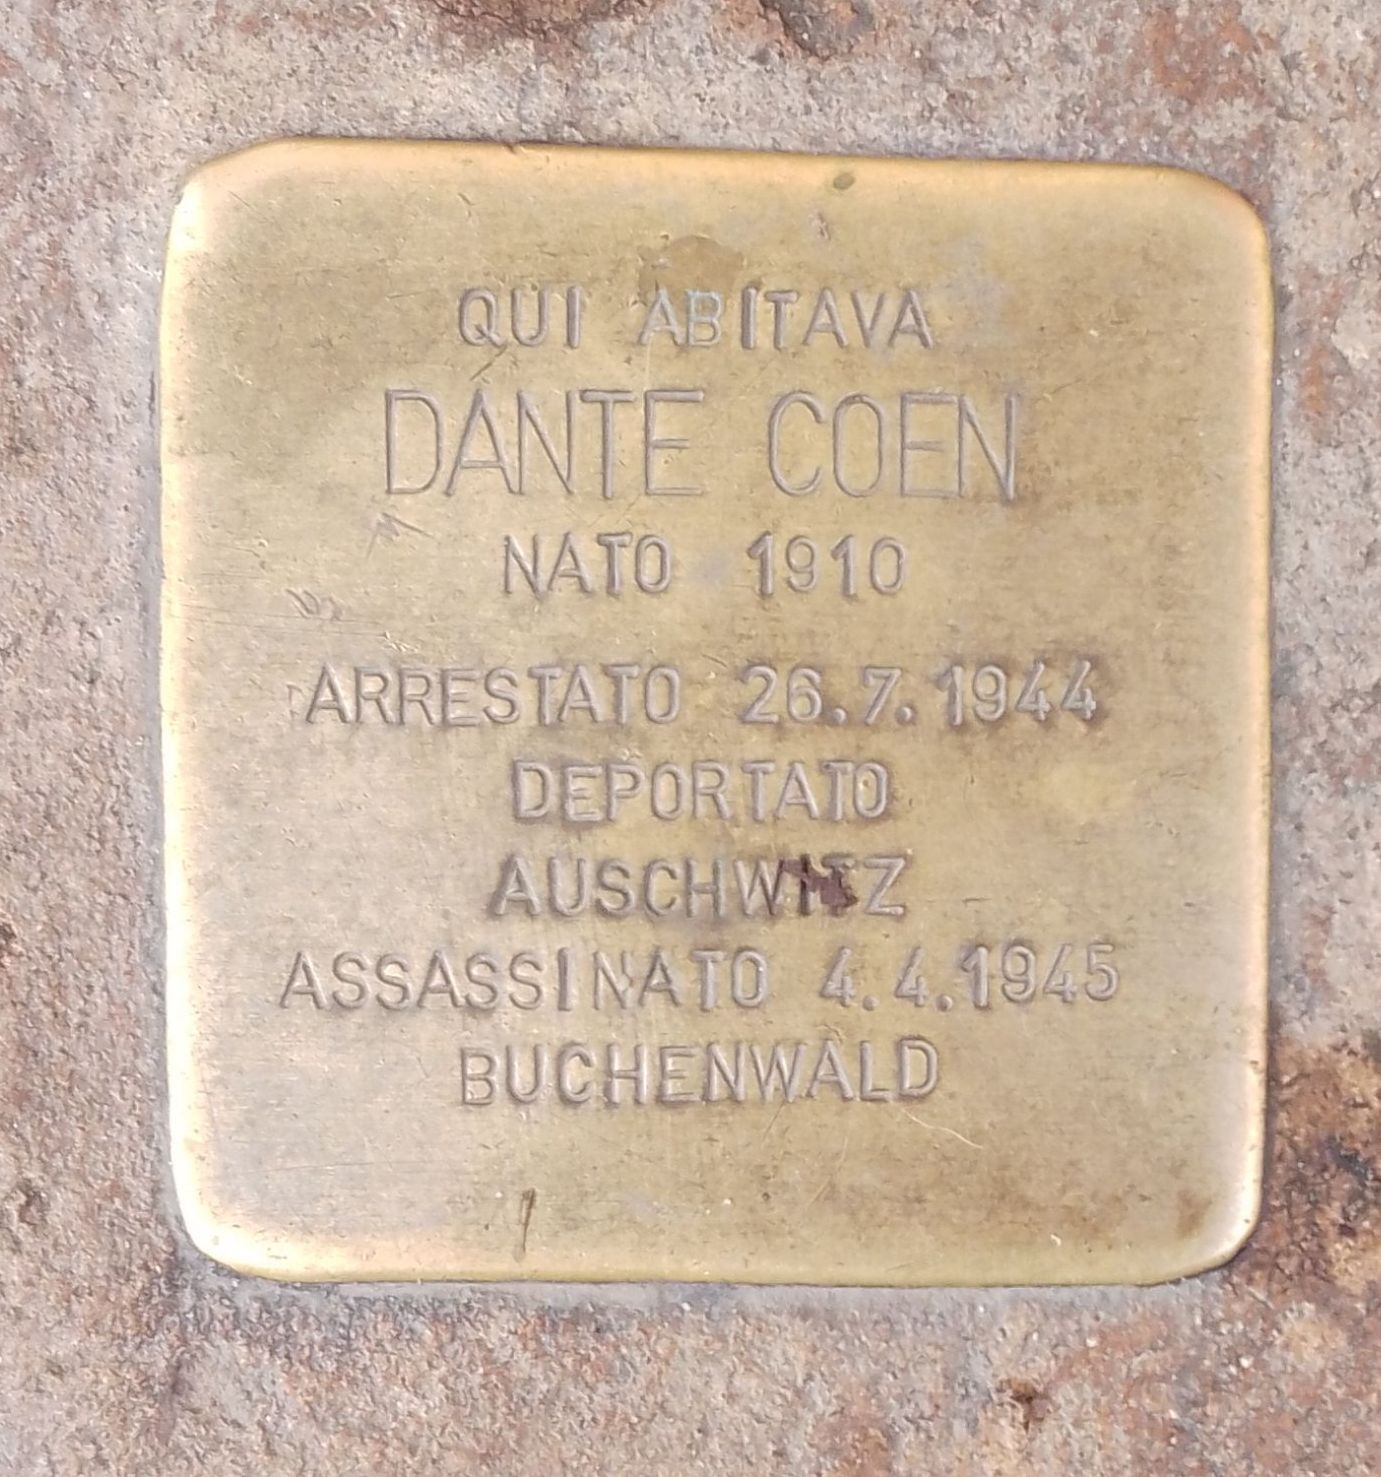 QUI ABITAVA
DANTE COEN
NATO 1910
ARRESTATO 26.7.1944
DEPORTATO
AUSCHWITZ
ASSASSINATO 4.4.1945
BUCHENWALD